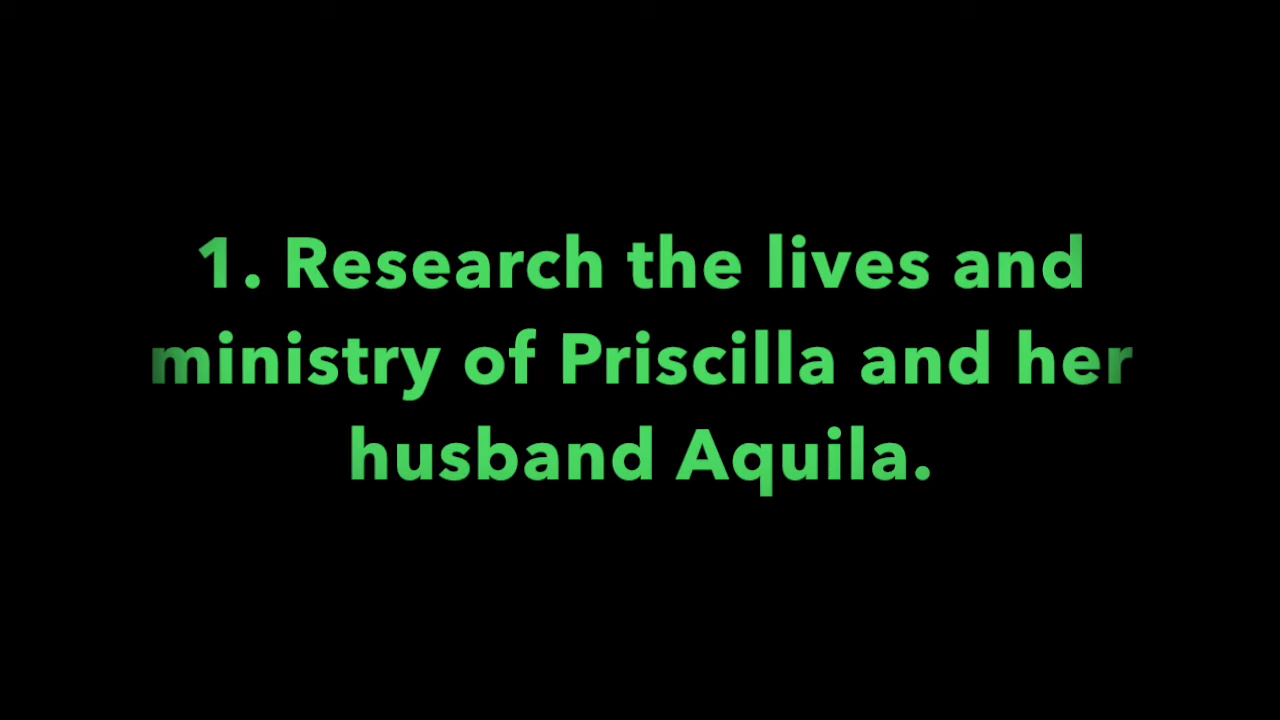 1. Research the lives and
ministry of Priscilla and her
husband Aquila.